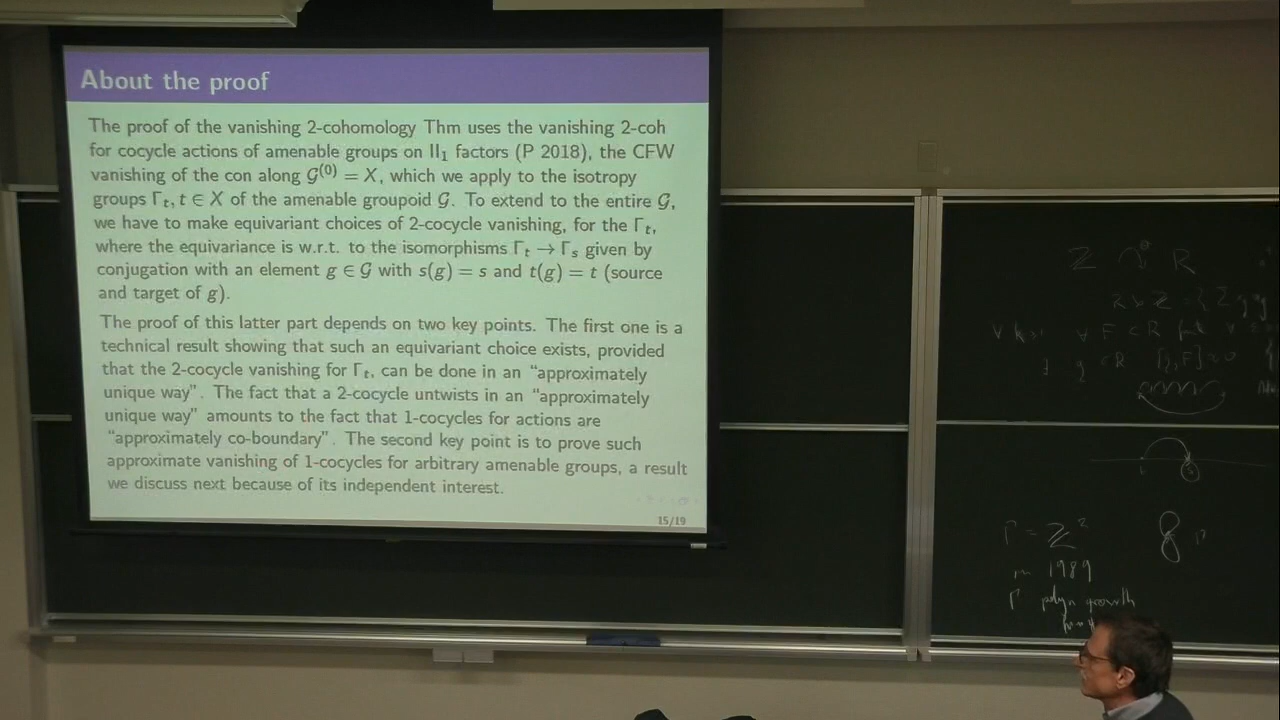 About the proof
The proof of the vanishing 2-cohomology Thm uses the vanishing 2-coh
for cocycle actions of amenable groups on II₁ factors (P 2018), the CFW
vanishing of the con along 𝒢⁽⁰⁾ = X, which we apply to the isotropy
groups Γₜ, t ∈ X of the amenable groupoid 𝒢. To extend to the entire 𝒢,
we have to make equivariant choices of 2-cocycle vanishing, for the Γₜ,
where the equivariance is w.r.t. to the isomorphisms Γₜ → Γₛ given by
conjugation with an element g ∈ 𝒢 with s(g) = s and t(g) = t (source
and target of g).
The proof of this latter part depends on two key points. The first one is a
technical result showing that such an equivariant choice exists, provided
that the 2-cocycle vanishing for Γₜ, can be done in an "approximately
unique way". The fact that a 2-cocycle untwists in an "approximately
unique way" amounts to the fact that 1-cocycles for actions are
"approximately co-boundary". The second key point is to prove such
approximate vanishing of 1-cocycles for arbitrary amenable groups, a result
we discuss next because of its independent interest.
15/19
ℤ R
∀ F ⊂ R
Γ = ℤ²
in 1989
Γ polyn growth